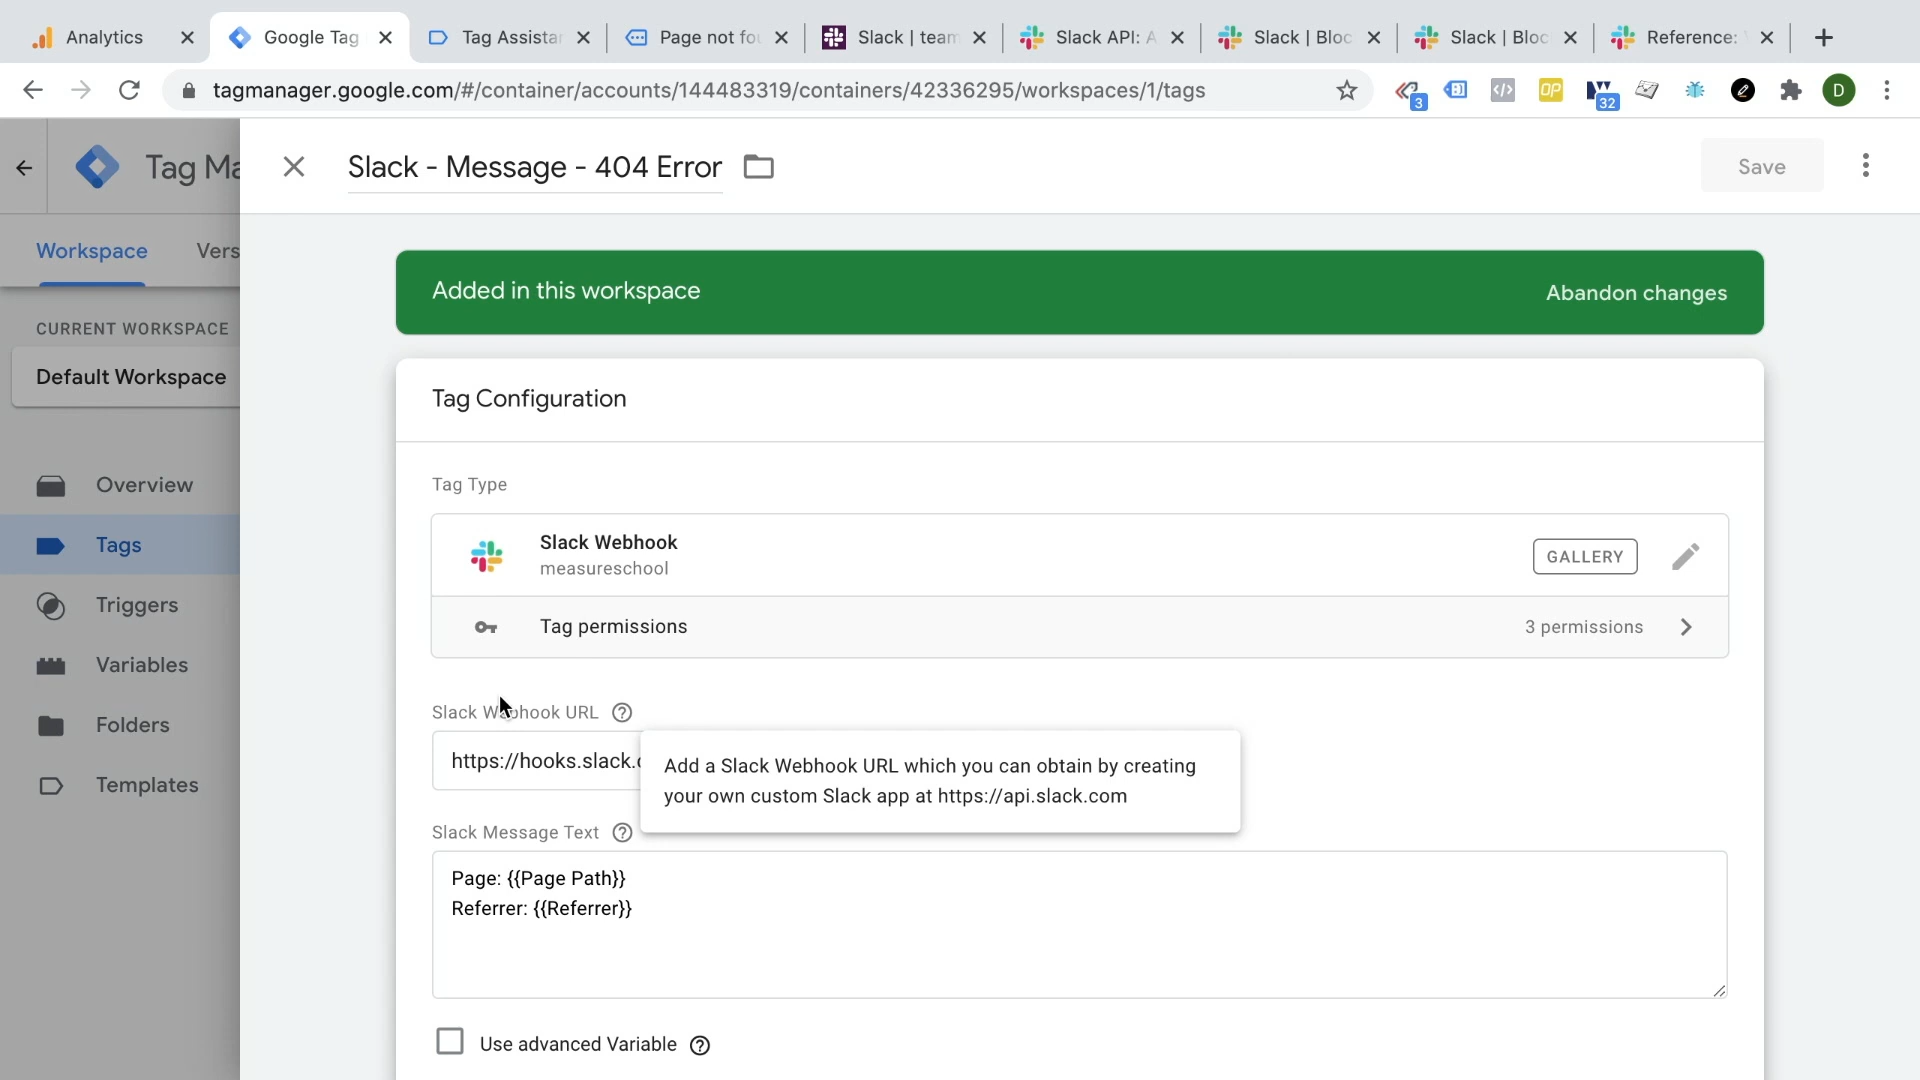 Analytics
Google Tag
Tag Assista
Page not fou
Slack | team
Slack API: A
Slack | Bloc
Slack | Bloc
Reference:
tagmanager.google.com/#/container/accounts/144483319/containers/42336295/workspaces/1/tags
3
OP
32
D
Tag Ma
Slack - Message - 404 Error
Save
Workspace
Vers
Added in this workspace
Abandon changes
CURRENT WORKSPACE
Default Workspace
Tag Configuration
Overview
Tags
Triggers
Variables
Folders
Templates
Tag Type
Slack Webhook
measureschool
GALLERY
Tag permissions
3 permissions
Slack Webhook URL
https://hooks.slack.
Add a Slack Webhook URL which you can obtain by creating
your own custom Slack app at https://api.slack.com
Slack Message Text
Page: {{Page Path}}
Referrer: {{Referrer}}
Use advanced Variable